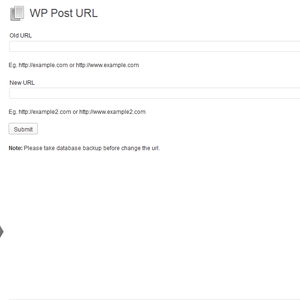 WP Post URL
Old URL
Eg. http://example.com or http://www.example.com
New URL
Eg. http://example2.com or http://www.example2.com
Submit
Note: Please take database backup before change the url.